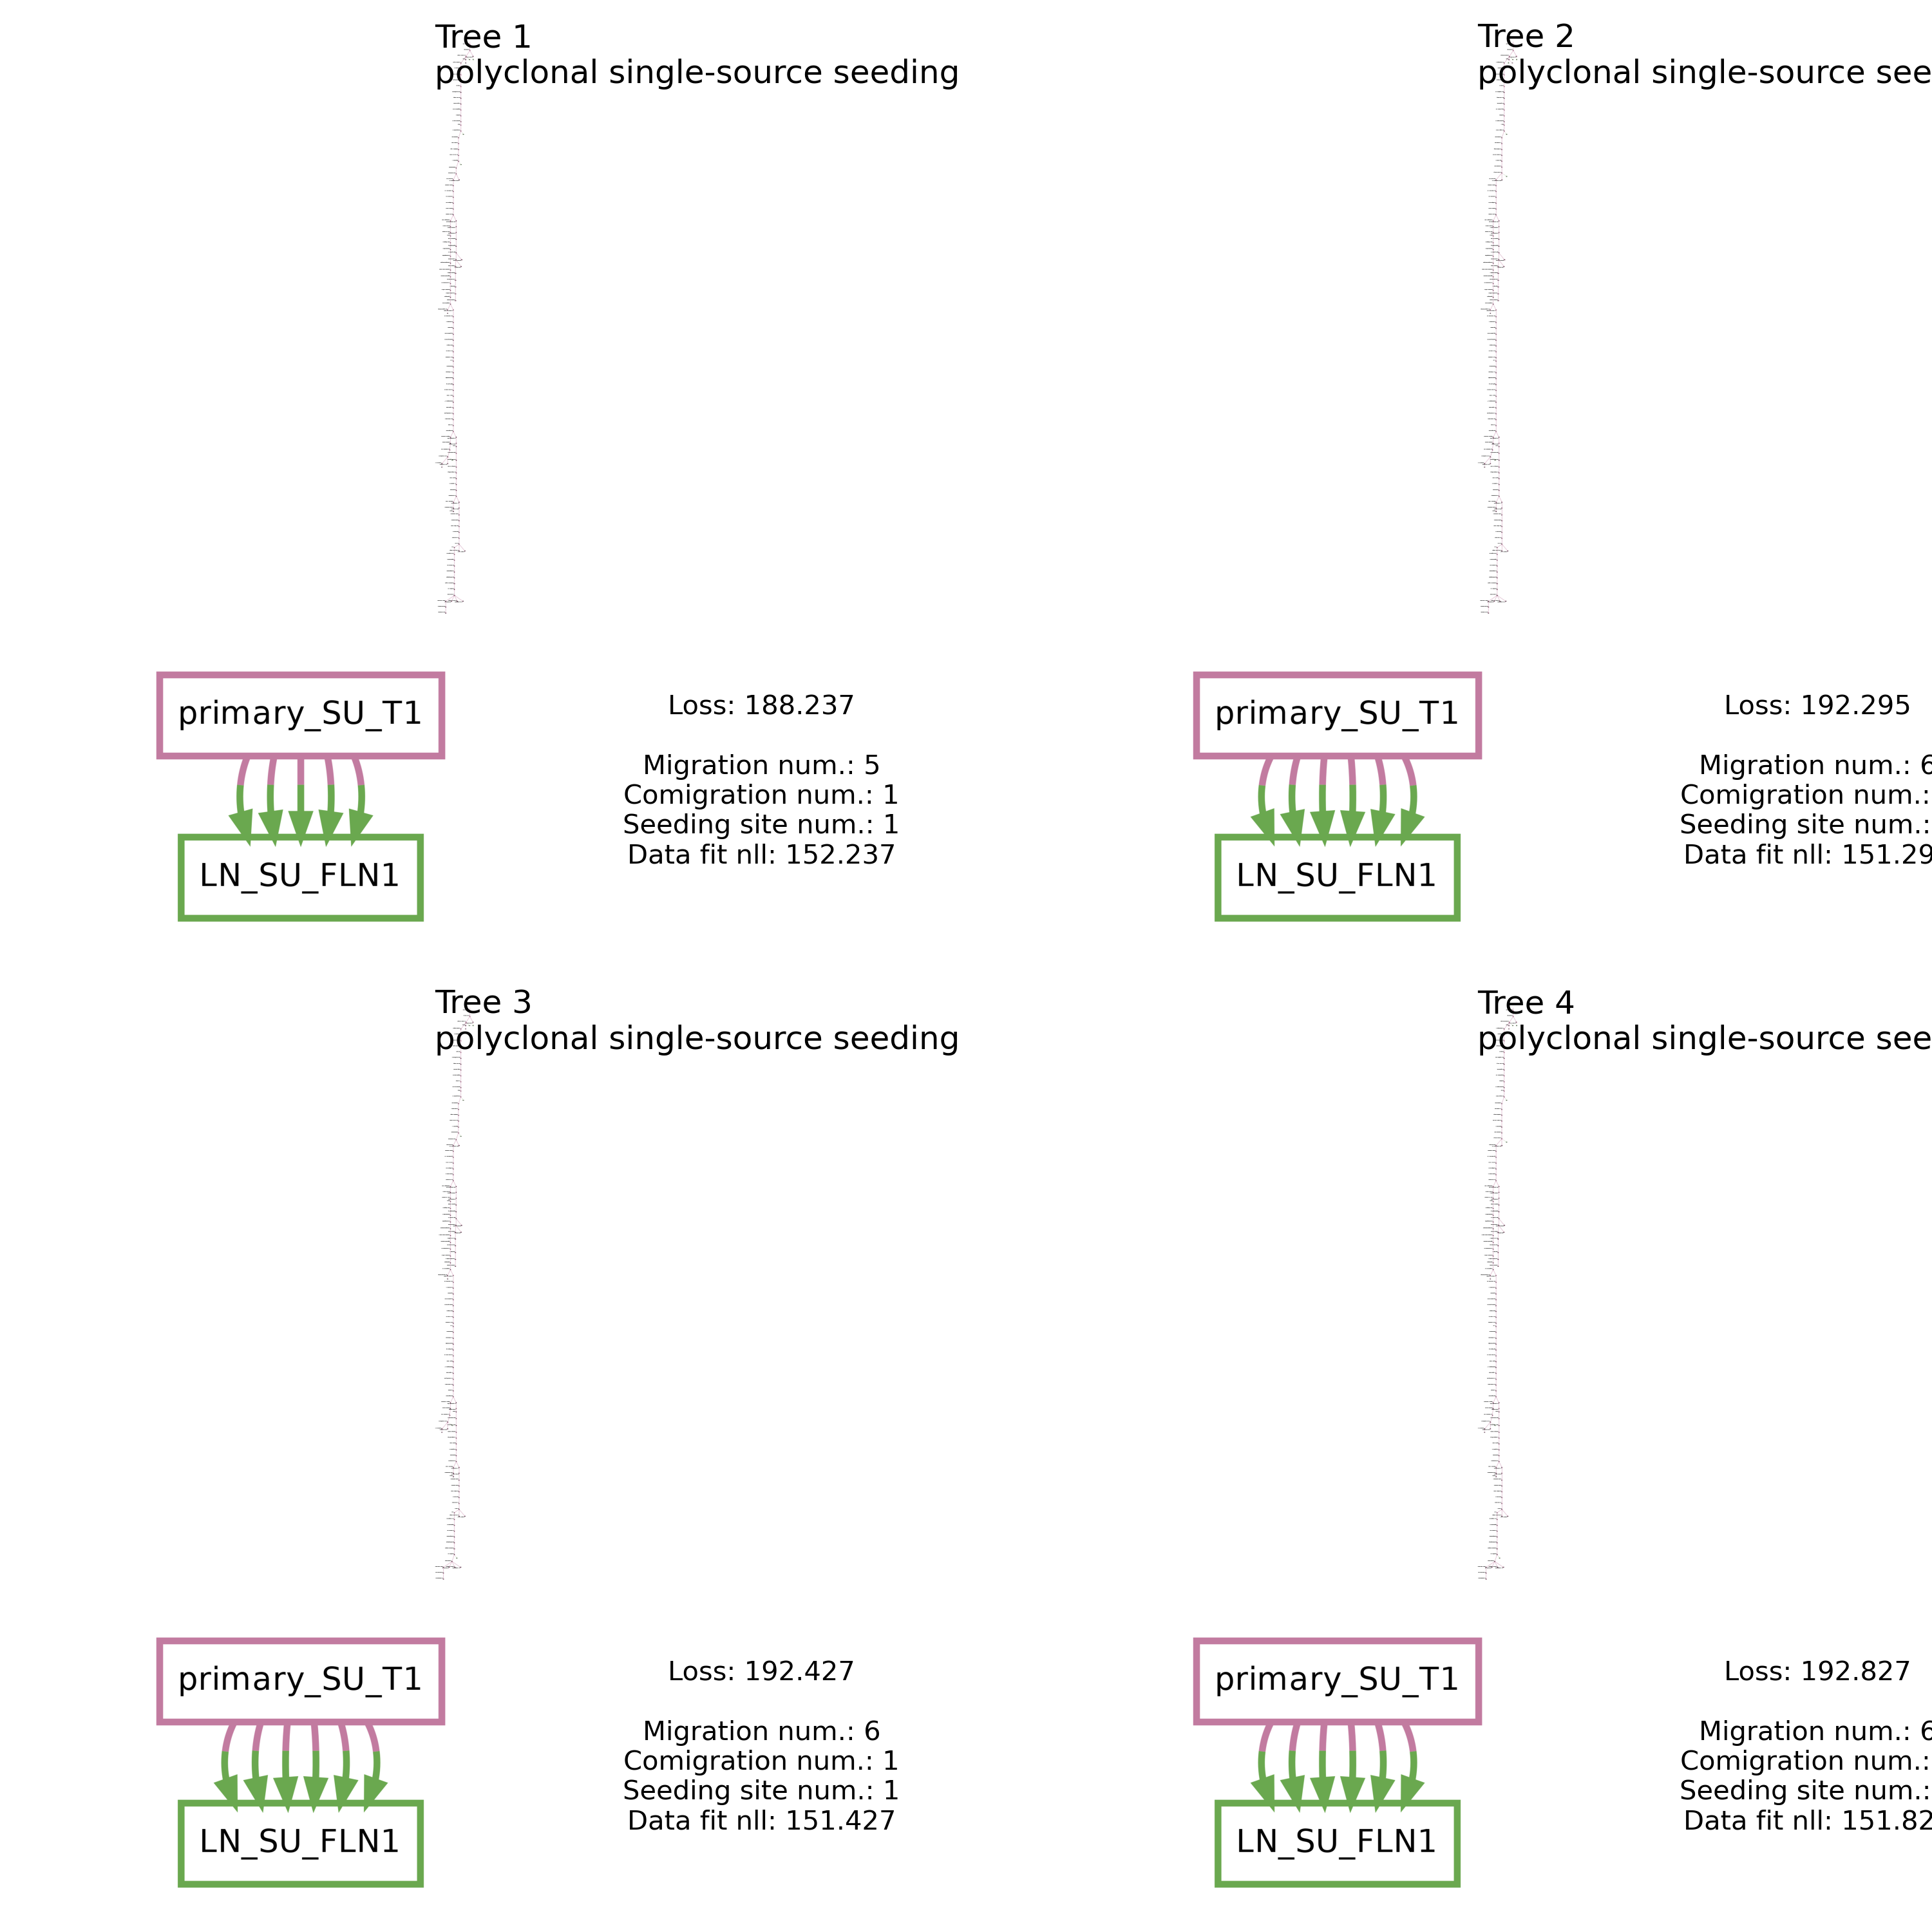 Tree 1
polyclonal single-source seeding
primary_SU_T1
LN_SU_FLN1
Loss: 188.237
Migration num.: 5
Comigration num.: 1
Seeding site num.: 1
Data fit nll: 152.237
Tree 2
polyclonal single-source see
primary_SU_T1
LN_SU_FLN1
Loss: 192.295
Migration num.: 6
Comigration num.:
Seeding site num.:
Data fit nll: 151.29
Tree 3
polyclonal single-source seeding
primary_SU_T1
LN_SU_FLN1
Loss: 192.427
Migration num.: 6
Comigration num.: 1
Seeding site num.: 1
Data fit nll: 151.427
Tree 4
polyclonal single-source see
primary_SU_T1
LN_SU_FLN1
Loss: 192.827
Migration num.: 6
Comigration num.:
Seeding site num.:
Data fit nll: 151.82